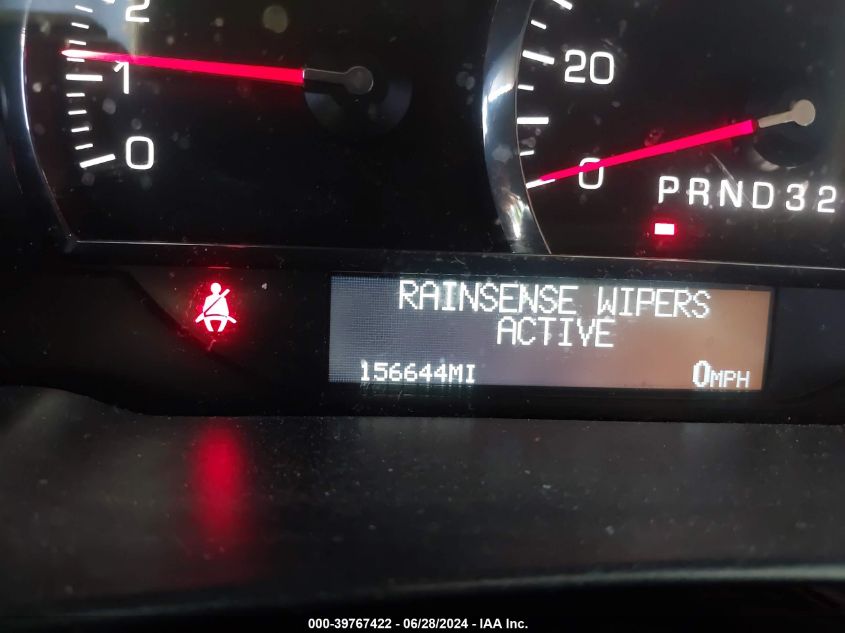 2
1
0
20
0
PRND32
RAINSENSE WIPERS
ACTIVE
156644MI 0MPH
000-39767422 - 06/28/2024 - IAA Inc.